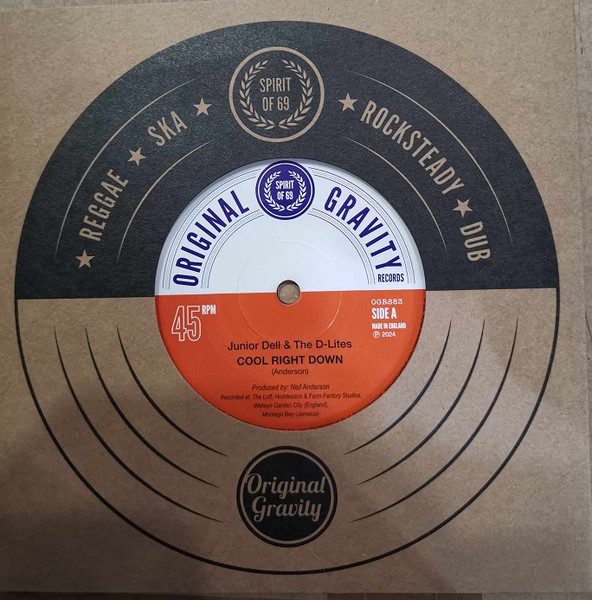 SPIRIT
OF 69
★ REGGAE ★ SKA ★
★ ROCKSTEADY ★ DUB
ORIGINAL GRAVITY
RECORDS
SPIRIT
OF 69
45 RPM
OGR883
SIDE A
MADE IN ENGLAND
℗ 2024
Junior Dell & The D-Lites
COOL RIGHT DOWN
(Anderson)
Produced by: Neil Anderson
Recorded at: The Loft, Hoddesdon & Farm Factory Studios,
Welwyn Garden City (England),
Montego Bay (Jamaica)
Original
Gravity